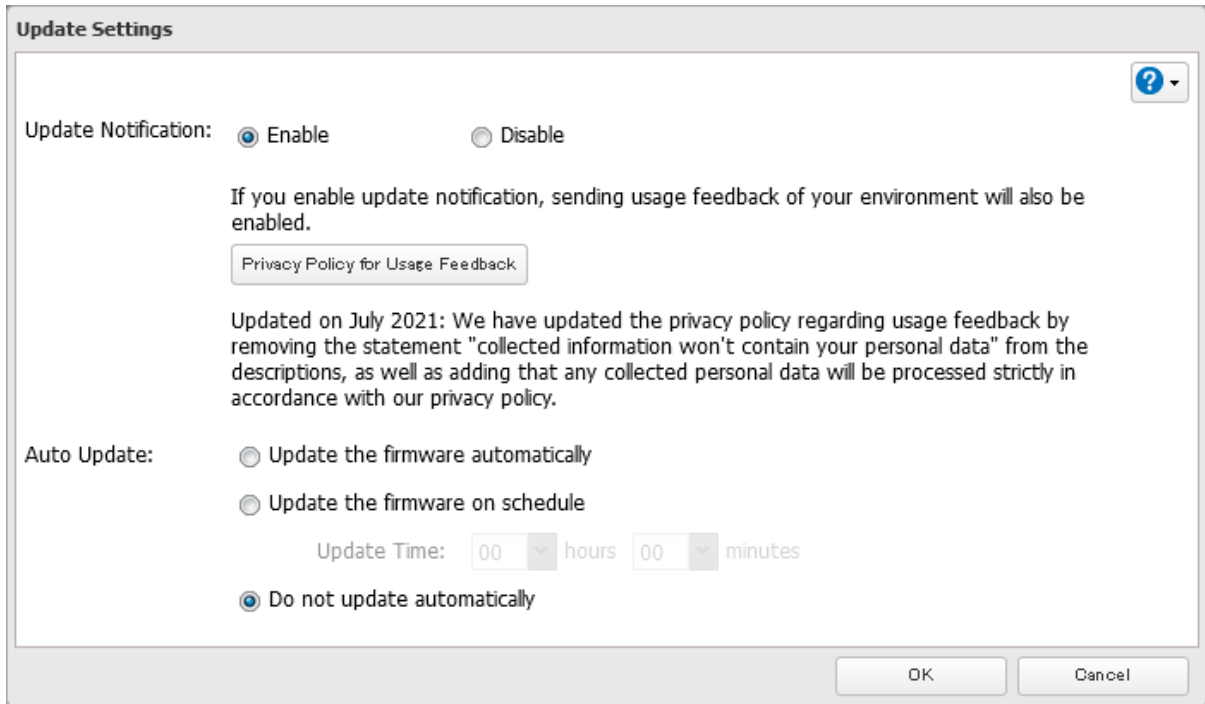 Update Settings
?
Update Notification: Enable Disable
If you enable update notification, sending usage feedback of your environment will also be
enabled.
Privacy Policy for Usage Feedback
Updated on July 2021: We have updated the privacy policy regarding usage feedback by
removing the statement "collected information won't contain your personal data" from the
descriptions, as well as adding that any collected personal data will be processed strictly in
accordance with our privacy policy.
Auto Update: Update the firmware automatically
Update the firmware on schedule
Update Time: 00 hours 00 minutes
Do not update automatically
OK Cancel